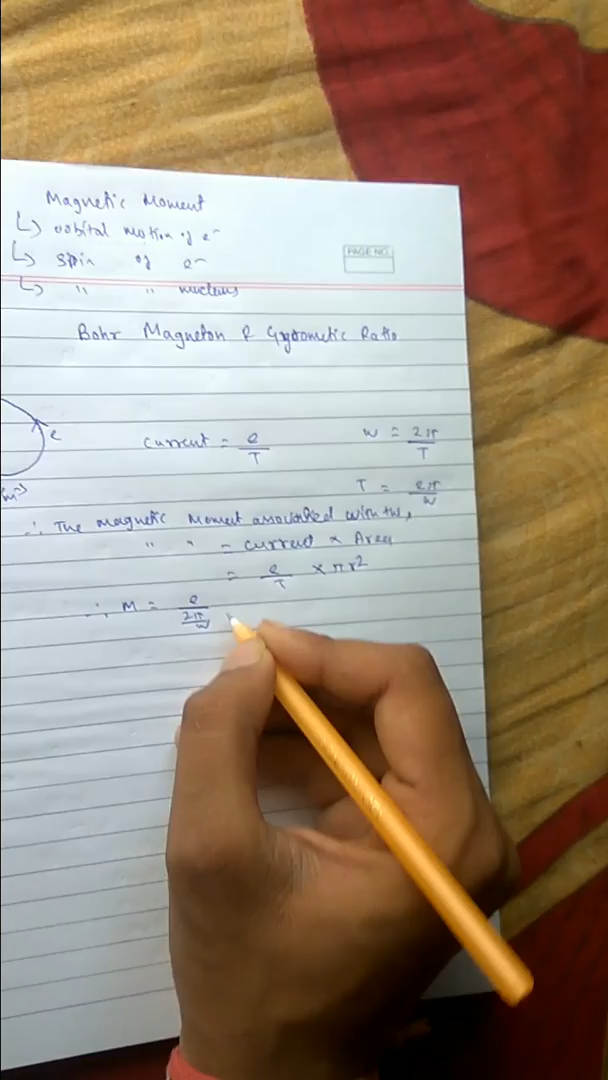 Magnetic Moment
↳ orbital motion of e⁻
↳ spin of e⁻
↳ " " nucleus
PAGE NO.
Bohr Magneton & Gyrometic Ratio
e
current = e/T
w = 2π/T
T = 2π/w
∴ The magnetic Moment associated with this,
" " = current × Area
= e/T × πr²
∴ M = e/(2π/w)